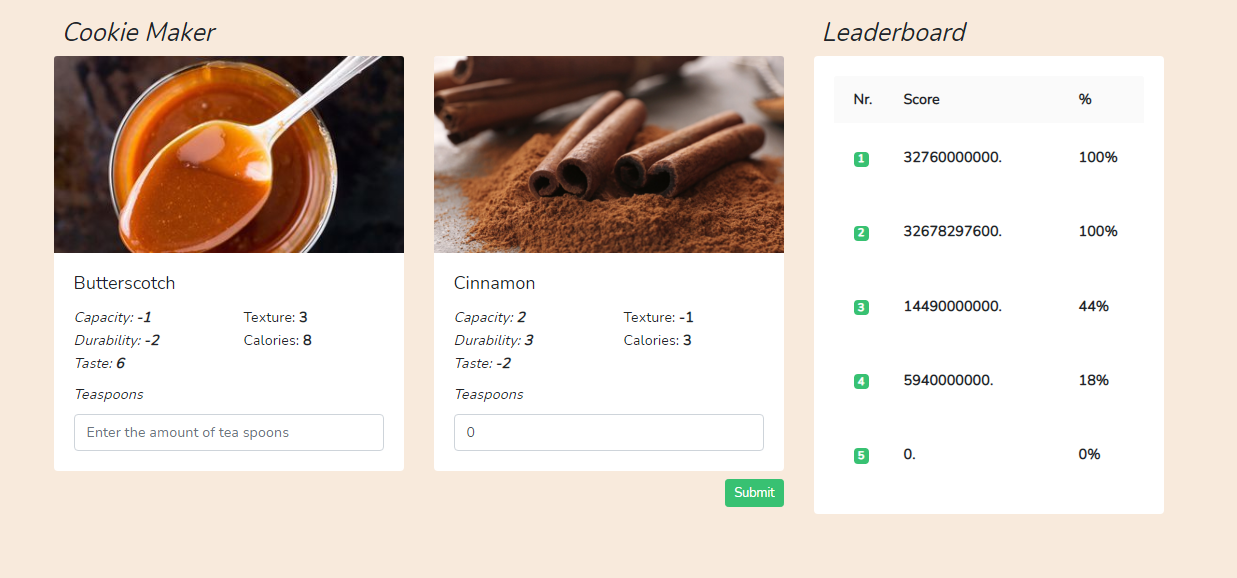 Cookie Maker
Butterscotch
Capacity: -1 Texture: 3
Durability: -2 Calories: 8
Taste: 6
Teaspoons
Enter the amount of tea spoons
Cinnamon
Capacity: 2 Texture: -1
Durability: 3 Calories: 3
Taste: -2
Teaspoons
0
Submit
Leaderboard
Nr. Score %
1 32760000000. 100%
2 32678297600. 100%
3 14490000000. 44%
4 5940000000. 18%
5 0. 0%